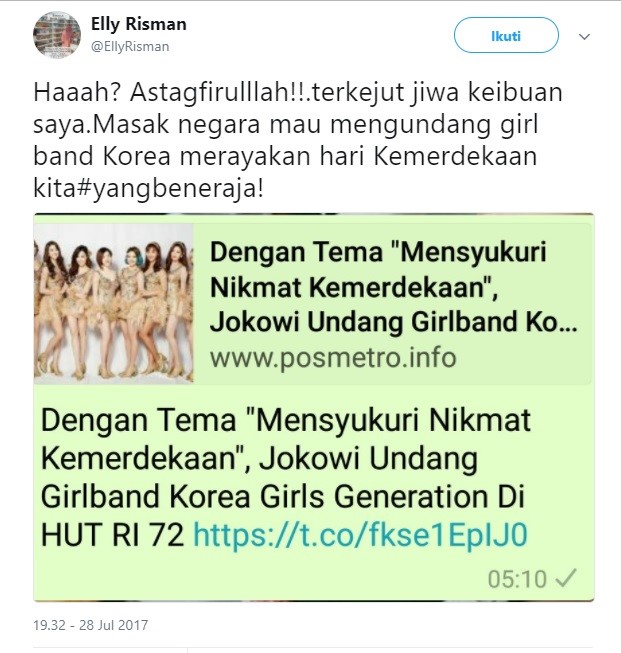 Elly Risman
@EllyRisman
Ikuti
Haaah? Astagfirulllah!!.terkejut jiwa keibuan
saya.Masak negara mau mengundang girl
band Korea merayakan hari Kemerdekaan
kita#yangbeneraja!
Dengan Tema "Mensyukuri
Nikmat Kemerdekaan",
Jokowi Undang Girlband Ko...
www.posmetro.info
Dengan Tema "Mensyukuri Nikmat
Kemerdekaan", Jokowi Undang
Girlband Korea Girls Generation Di
HUT RI 72 https://t.co/fkse1EpIJ0
05:10
19.32 - 28 Jul 2017